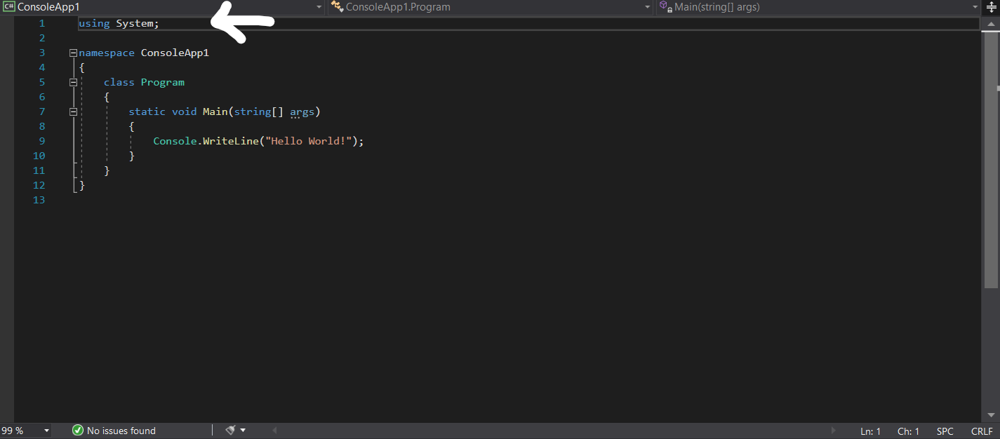 C# ConsoleApp1 ConsoleApp1.Program Main(string[] args)
1 using System;
2
3 namespace ConsoleApp1
4 {
5     class Program
6     {
7         static void Main(string[] args)
8         {
9             Console.WriteLine("Hello World!");
10         }
11     }
12 }
13
99 % No issues found Ln: 1 Ch: 1 SPC CRLF